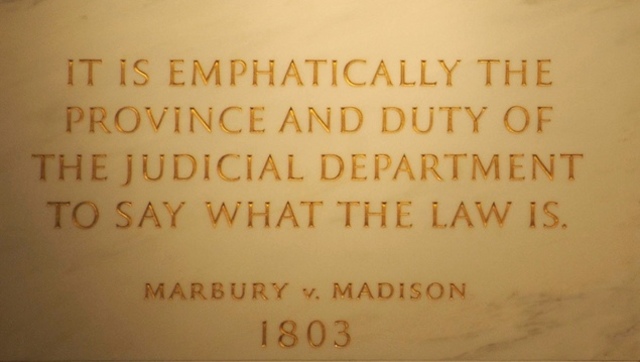 IT IS EMPHATICALLY THE
PROVINCE AND DUTY OF
THE JUDICIAL DEPARTMENT
TO SAY WHAT THE LAW IS.
MARBURY v. MADISON
1803